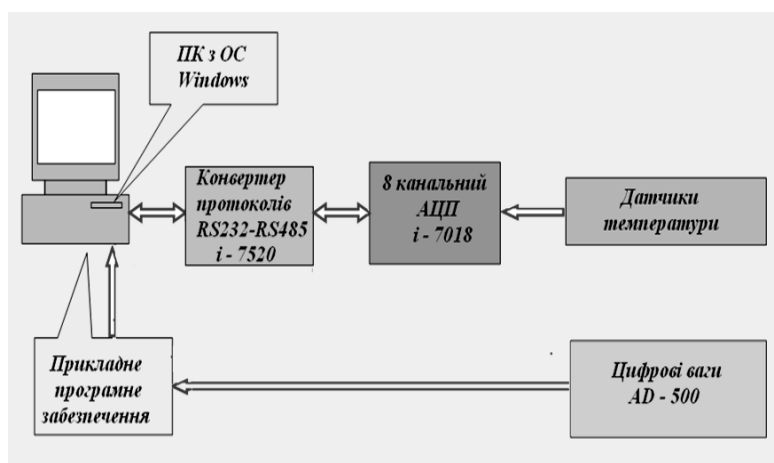 ПК з ОС
Windows
Конвертер
протоколів
RS232-RS485
і - 7520
8 канальний
АЦП
і - 7018
Датчики
температури
Прикладне
програмне
забезпечення
Цифрові ваги
AD - 500